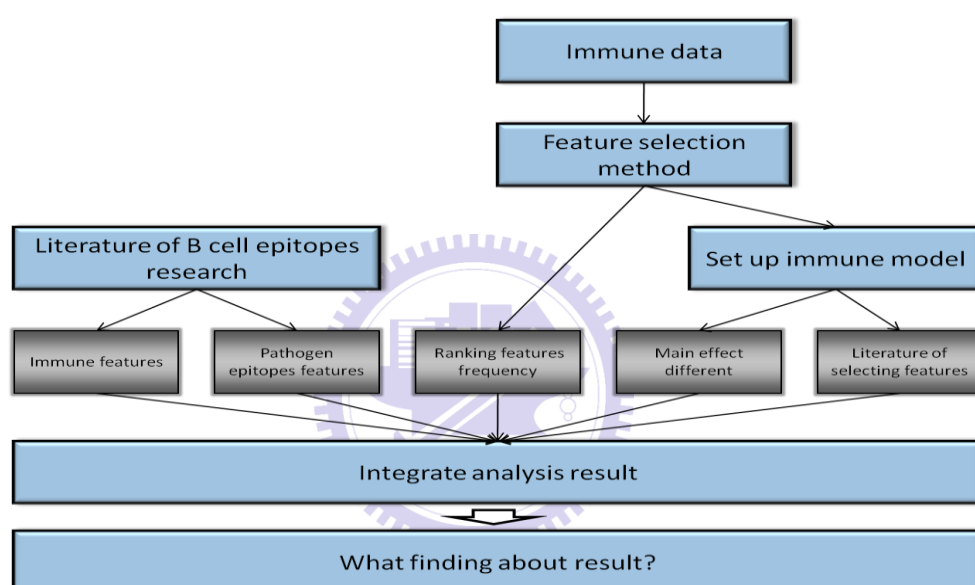 Immune data
Feature selection
method
Literature of B cell epitopes
research
Set up immune model
Immune features
Pathogen
epitopes features
Ranking features
frequency
Main effect
different
Literature of
selecting features
Integrate analysis result
What finding about result?